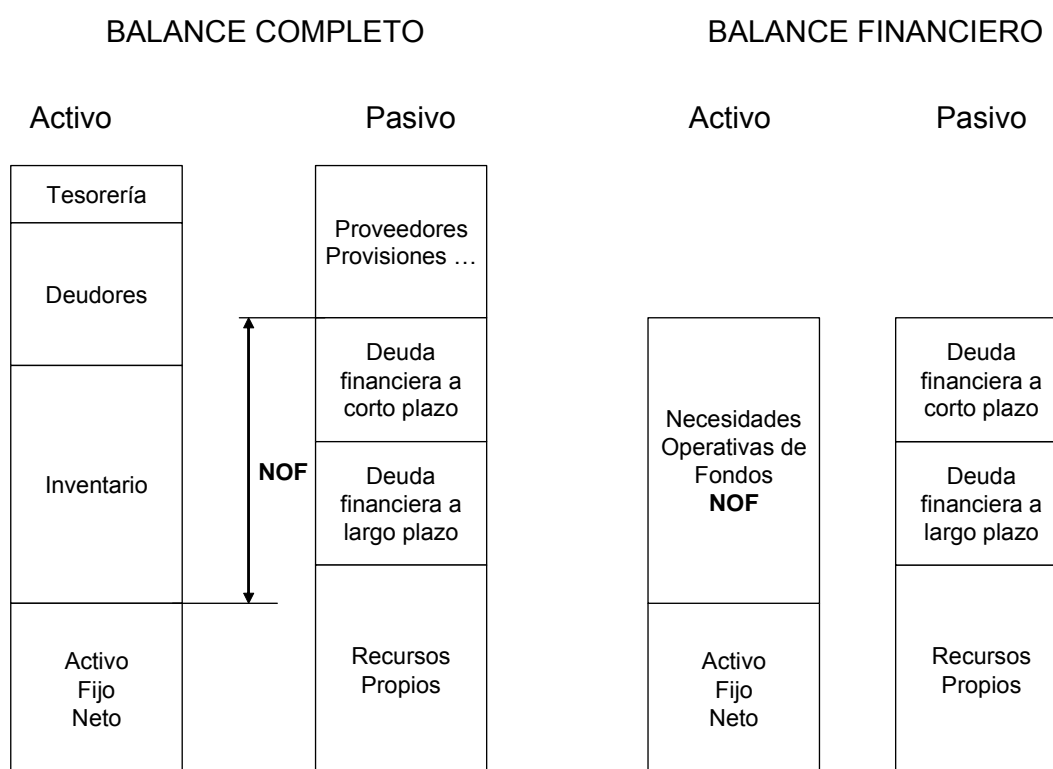 BALANCE COMPLETO
BALANCE FINANCIERO
Activo
Pasivo
Activo
Pasivo
Tesorería
Deudores
Inventario
Activo
Fijo
Neto
NOF
Proveedores
Provisiones …
Deuda
financiera a
corto plazo
Deuda
financiera a
largo plazo
Recursos
Propios
Necesidades
Operativas de
Fondos
NOF
Activo
Fijo
Neto
Deuda
financiera a
corto plazo
Deuda
financiera a
largo plazo
Recursos
Propios